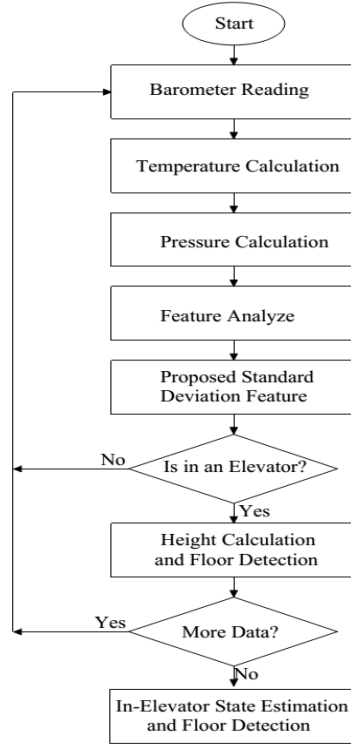 Start
Barometer Reading
Temperature Calculation
Pressure Calculation
Feature Analyze
Proposed Standard
Deviation Feature
No
Is in an Elevator?
Yes
Height Calculation
and Floor Detection
Yes
More Data?
No
In-Elevator State Estimation
and Floor Detection